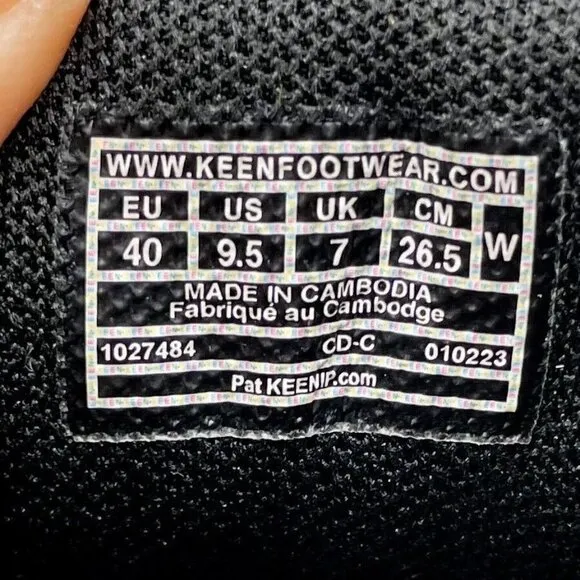 WWW.KEENFOOTWEAR.COM
EU US UK CM W
40 9.5 7 26.5
MADE IN CAMBODIA
Fabriqué au Cambodge
1027484 CD-C 010223
Pat KEENIP.com